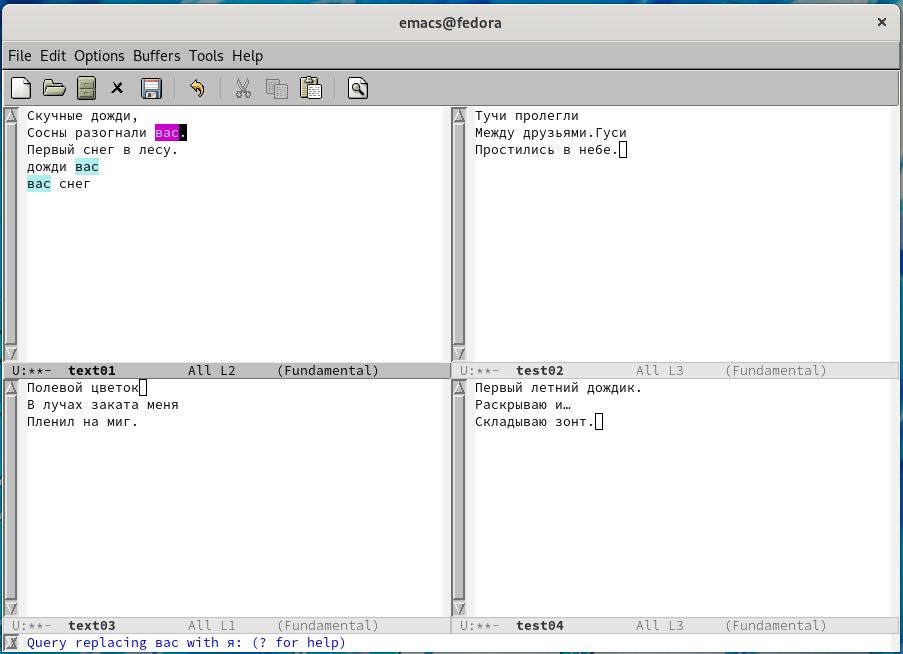 emacs@fedora
File Edit Options Buffers Tools Help
Скучные дожди,
Сосны разогнали вас.
Первый снег в лесу.
дожди вас
вас снег
U:**- text01 All L2 (Fundamental)
Тучи пролегли
Между друзьями.Гуси
Простились в небе.
U:**- test02 All L3 (Fundamental)
Полевой цветок
В лучах заката меня
Пленил на миг.
U:**- text03 All L1 (Fundamental)
Первый летний дождик.
Раскрываю и…
Складываю зонт.
U:**- test04 All L3 (Fundamental)
Query replacing вас with я: (? for help)